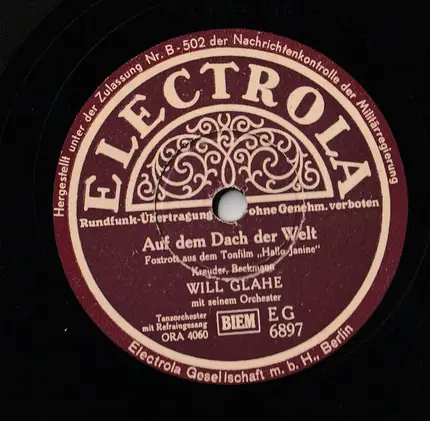 Hergestellt unter der Zulassung Nr. B-502 der Nachrichtenkontrolle der Militärregierung
ELECTROLA
Rundfunk-Übertragung ohne Genehm. verboten
Auf dem Dach der Welt
Foxtrott aus dem Tonfilm „Hallo Janine"
Kreuder, Beckmann
WILL GLAHE
mit seinem Orchester
Tanzorchester
mit Refraingesang
ORA 4060
BIEM
EG
6897
Electrola Gesellschaft m. b. H., Berlin